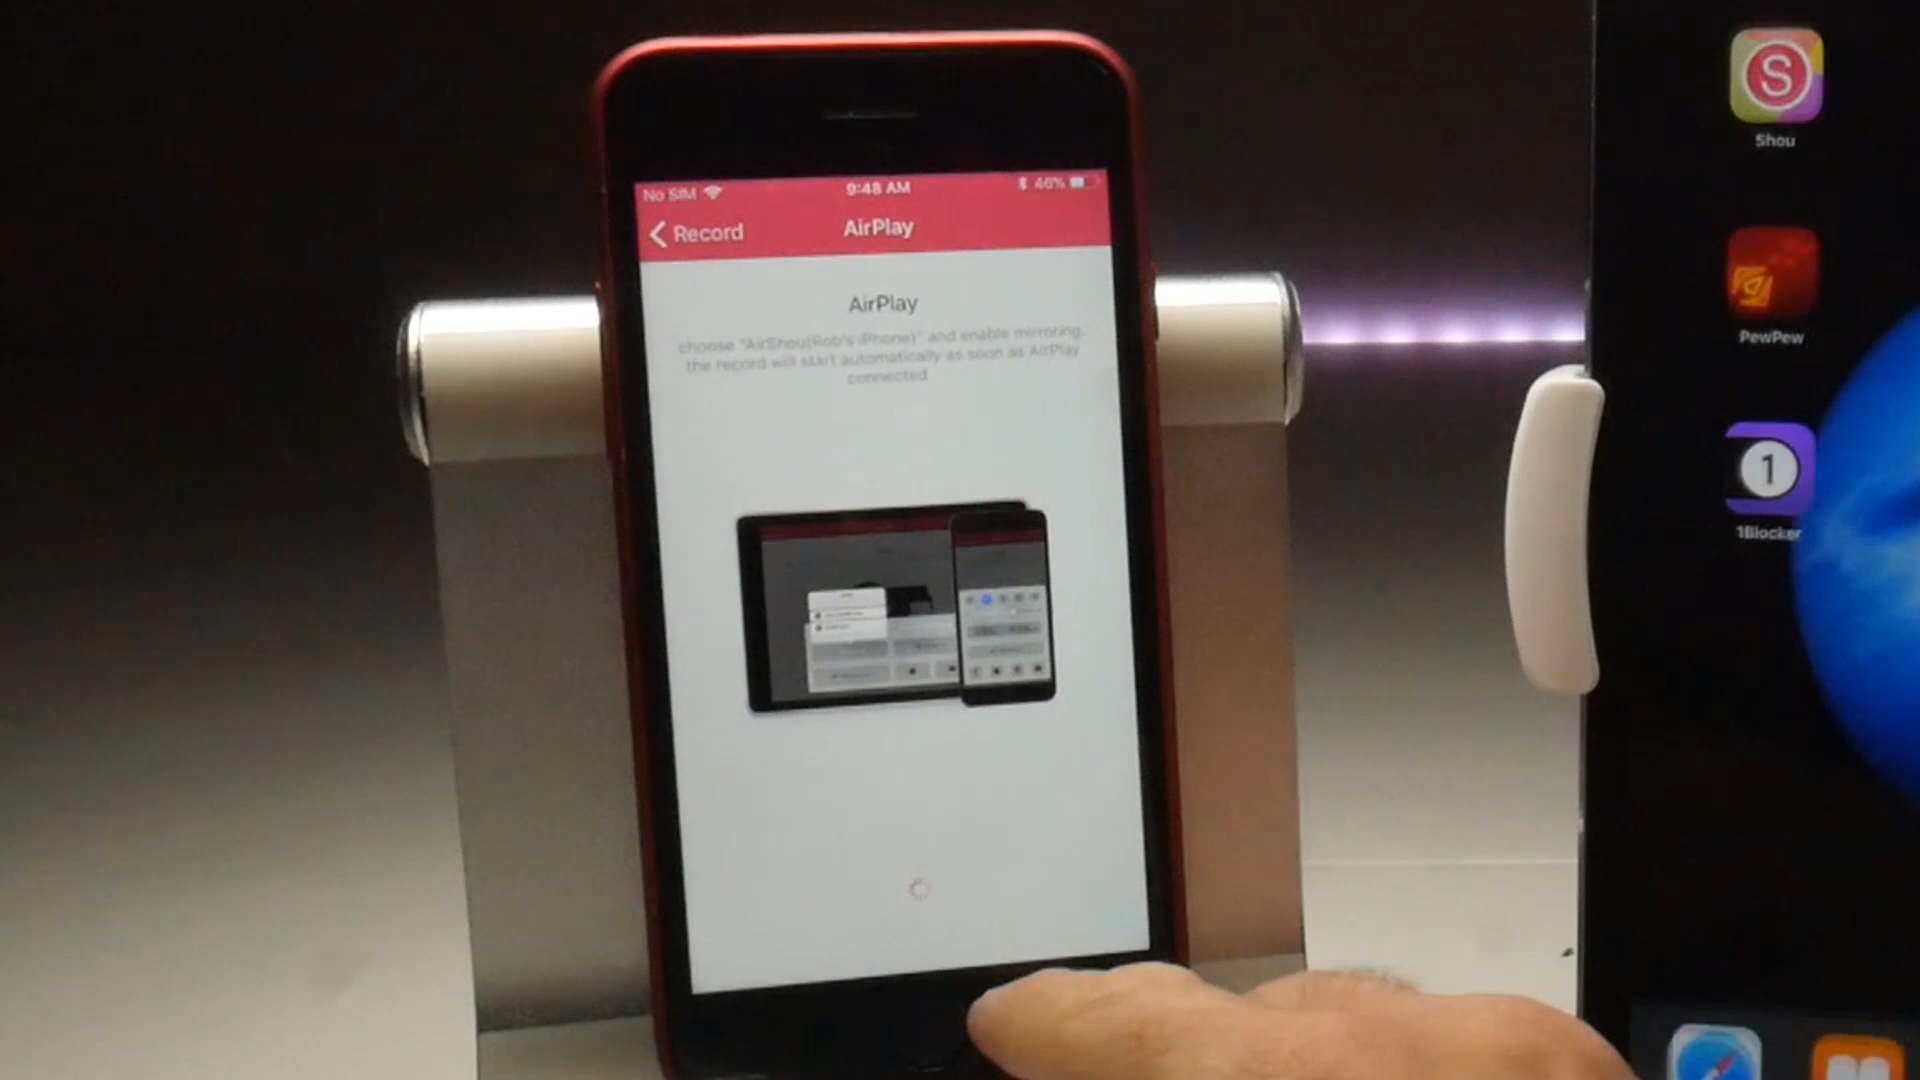 No SIM
9:48 AM
46%
Record
AirPlay
AirPlay
choose "AirShou(Rob's iPhone)" and enable mirroring,
the record will start automatically as soon as AirPlay
connected
S
Shou
PewPew
1
1Blocker